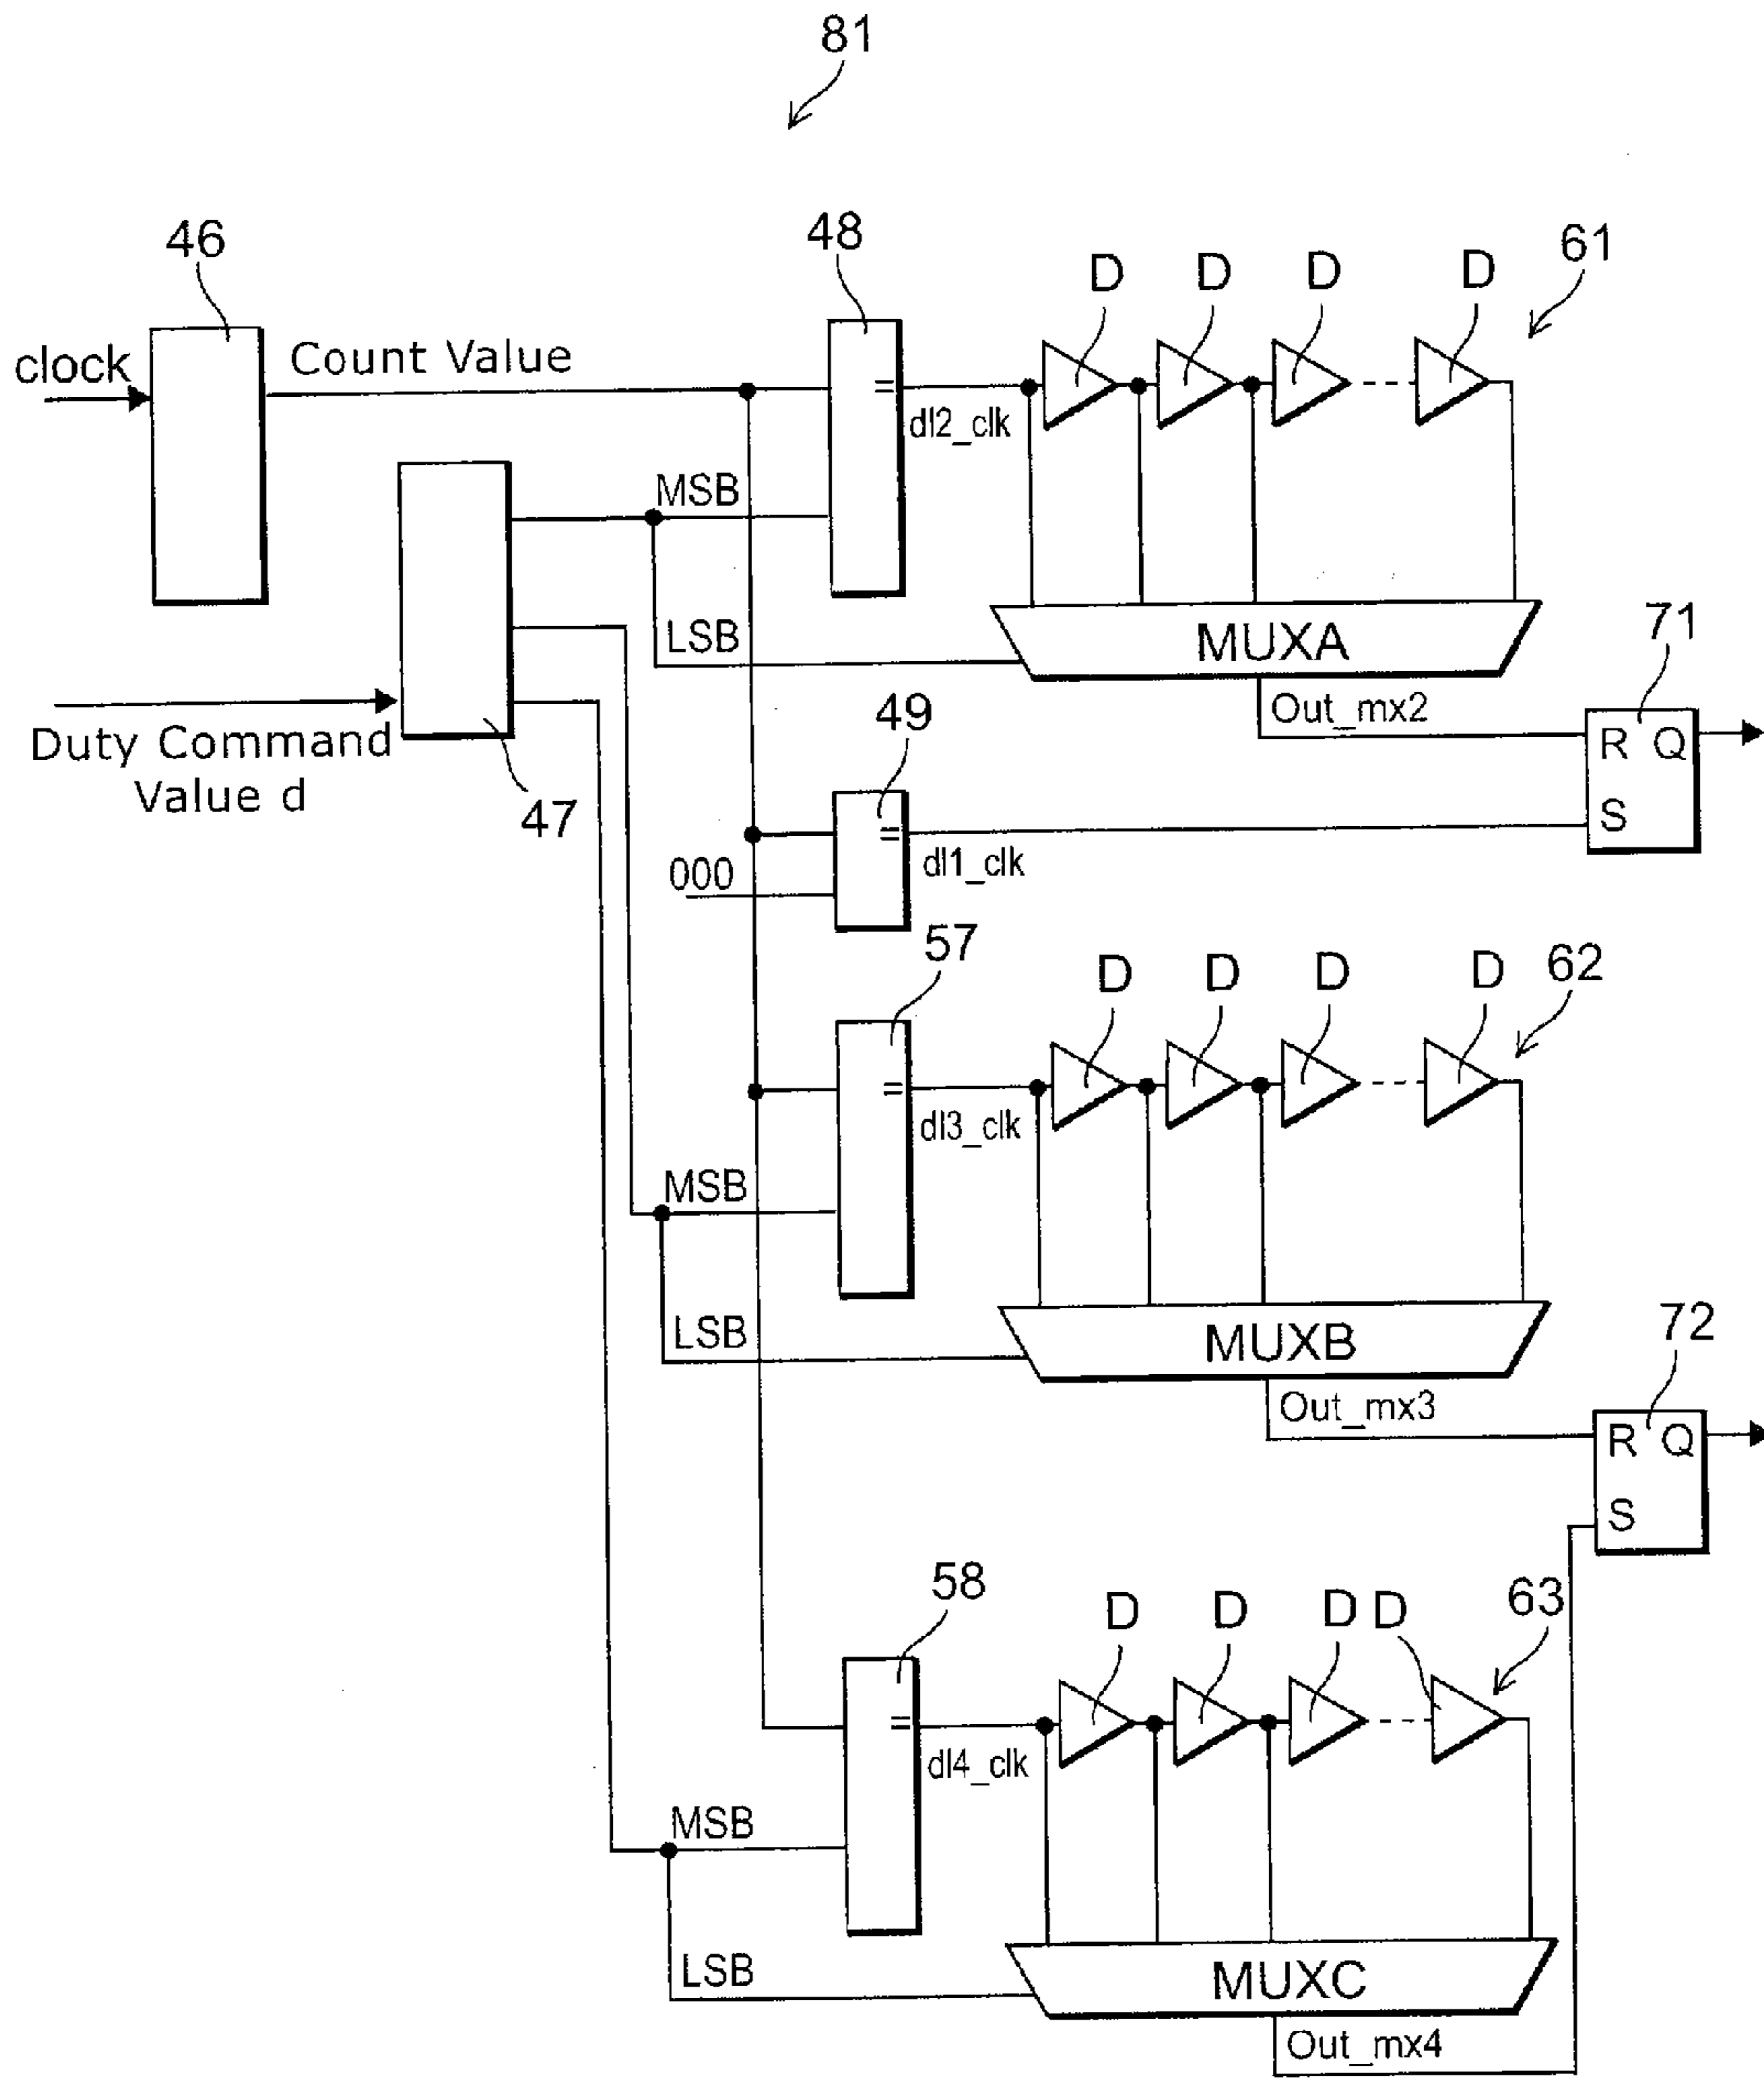 81
46
48
D D D D
61
clock
Count Value
=
dl2_clk
MSB
LSB
MUXA
71
Out_mx2
R Q
S
Duty Command
Value d
47
49
=
dl1_clk
000
57
D D D D
62
=
dl3_clk
MSB
LSB
MUXB
72
Out_mx3
R Q
S
58
D D D D
63
=
dl4_clk
MSB
LSB
MUXC
Out_mx4